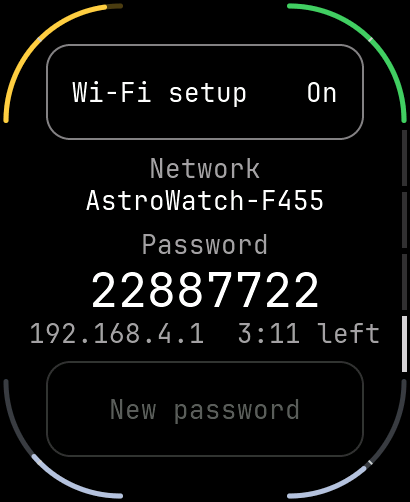 Wi-Fi setup On
Network
AstroWatch-F455
Password
22887722
192.168.4.1 3:11 left
New password